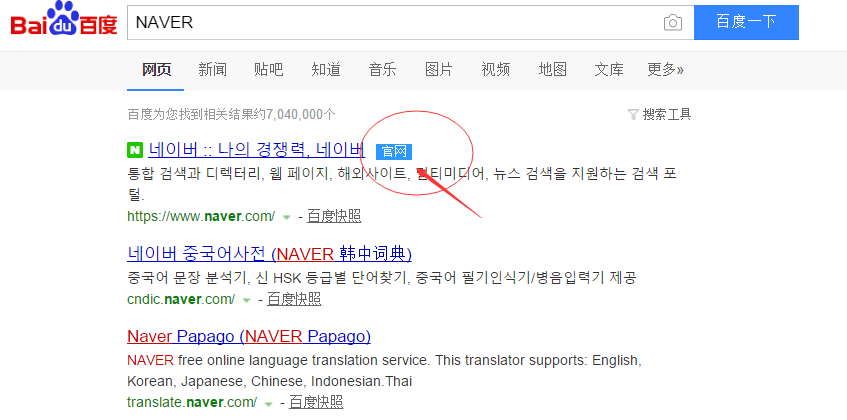 Bai du 百度
NAVER
百度一下
网页 新闻 贴吧 知道 音乐 图片 视频 地图 文库 更多»
百度为您找到相关结果约7,040,000个
搜索工具
N 네이버 :: 나의 경쟁력, 네이버 官网
통합 검색과 디렉터리, 웹 페이지, 해외사이트, 멀티미디어, 뉴스 검색을 지원하는 검색 포
털.
https://www.naver.com/ - 百度快照
네이버 중국어사전 (NAVER 韩中词典)
중국어 문장 분석기, 신 HSK 등급별 단어찾기, 중국어 필기인식기/병음입력기 제공
cndic.naver.com/ - 百度快照
Naver Papago (NAVER Papago)
NAVER free online language translation service. This translator supports: English,
Korean, Japanese, Chinese, Indonesian.Thai
translate.naver.com/ - 百度快照